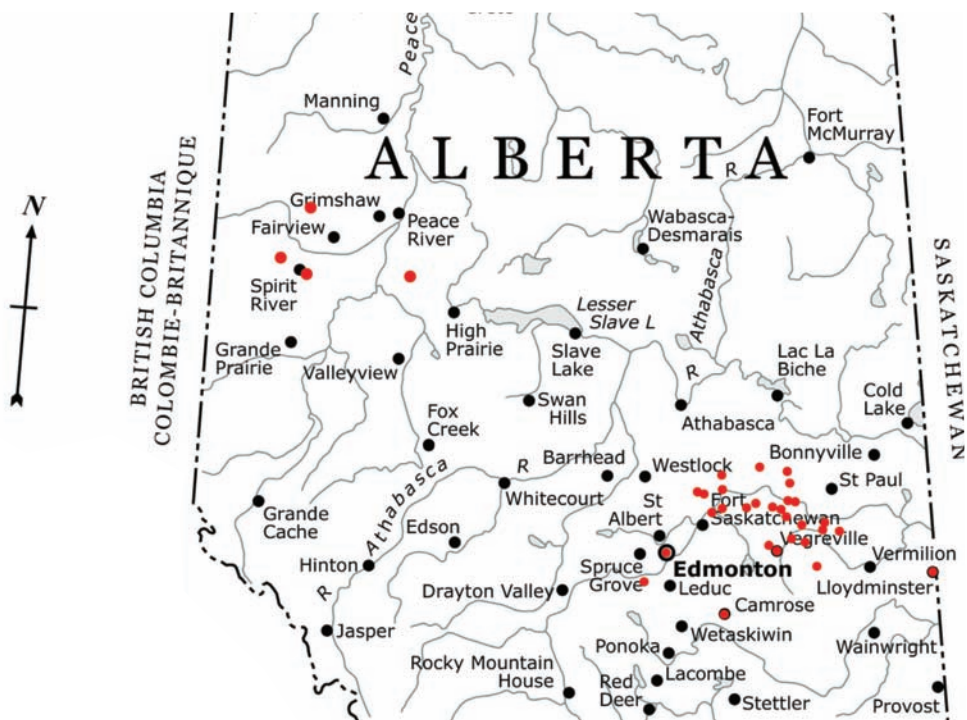 Peace
Manning
Fort
McMurray
ALBERTA
R
N
Grimshaw
Fairview
Peace
River
Wabasca-
Desmarais
BRITISH COLUMBIA
COLOMBIE-BRITANNIQUE
SASKATCHEWAN
Spirit
River
Athabasca
Lesser
Slave L
High
Prairie
Slave
Lake
Grande
Prairie
Valleyview
R
Lac La
Biche
Cold
Lake
Swan
Hills
Athabasca
Fox
Creek
Bonnyville
Barrhead
Westlock
St Paul
R
Athabasca
Whitecourt
Grande
Cache
St
Albert
Fort
Saskatchewan
Edson
Vegreville
Vermilion
Hinton
Spruce
Grove
Edmonton
R
Drayton Valley
Leduc
Lloydminster
Camrose
Jasper
Wetaskiwin
Wainwright
Ponoka
Rocky Mountain
House
Lacombe
Red
Deer
Stettler
Provost